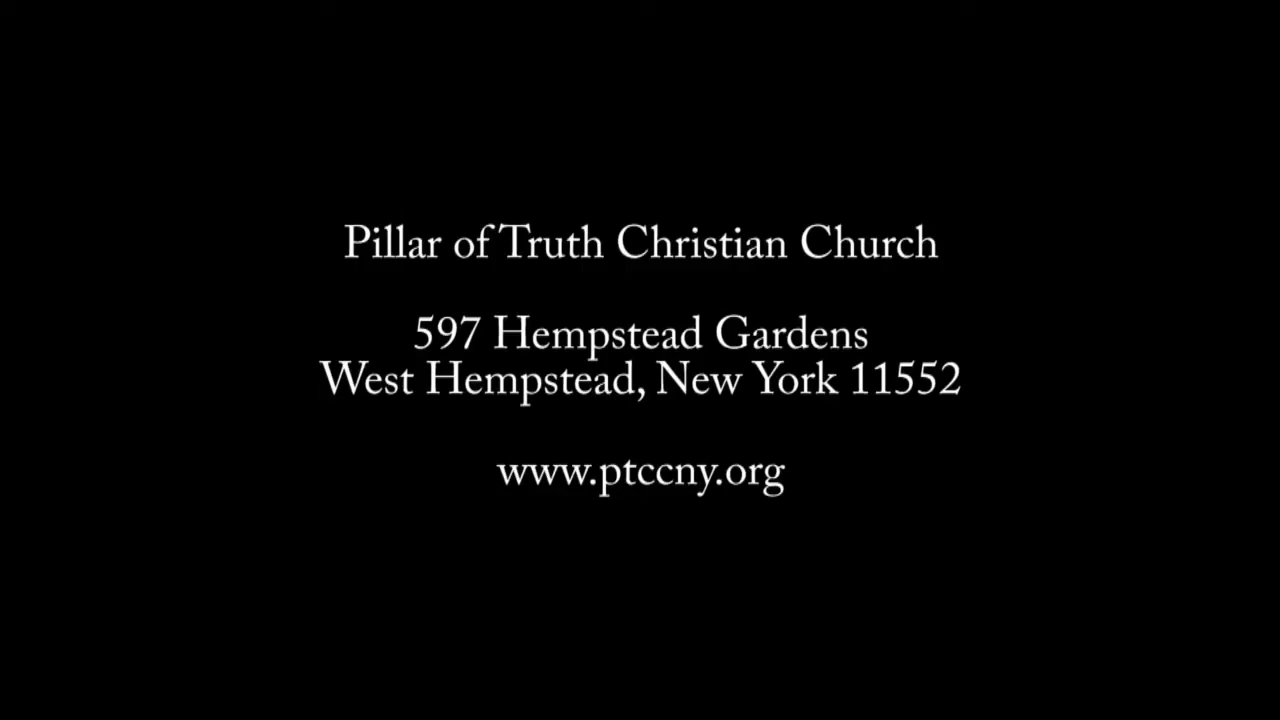 Pillar of Truth Christian Church
597 Hempstead Gardens
West Hempstead, New York 11552
www.ptccny.org